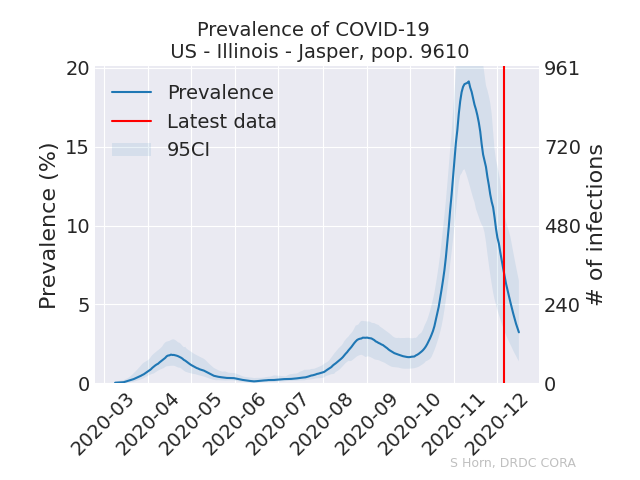 Prevalence of COVID-19
US - Illinois - Jasper, pop. 9610
Prevalence
Latest data
95CI
Prevalence (%)
20
15
10
5
0
961
720
480
240
0
# of infections
2020-03
2020-04
2020-05
2020-06
2020-07
2020-08
2020-09
2020-10
2020-11
2020-12
S Horn, DRDC CORA